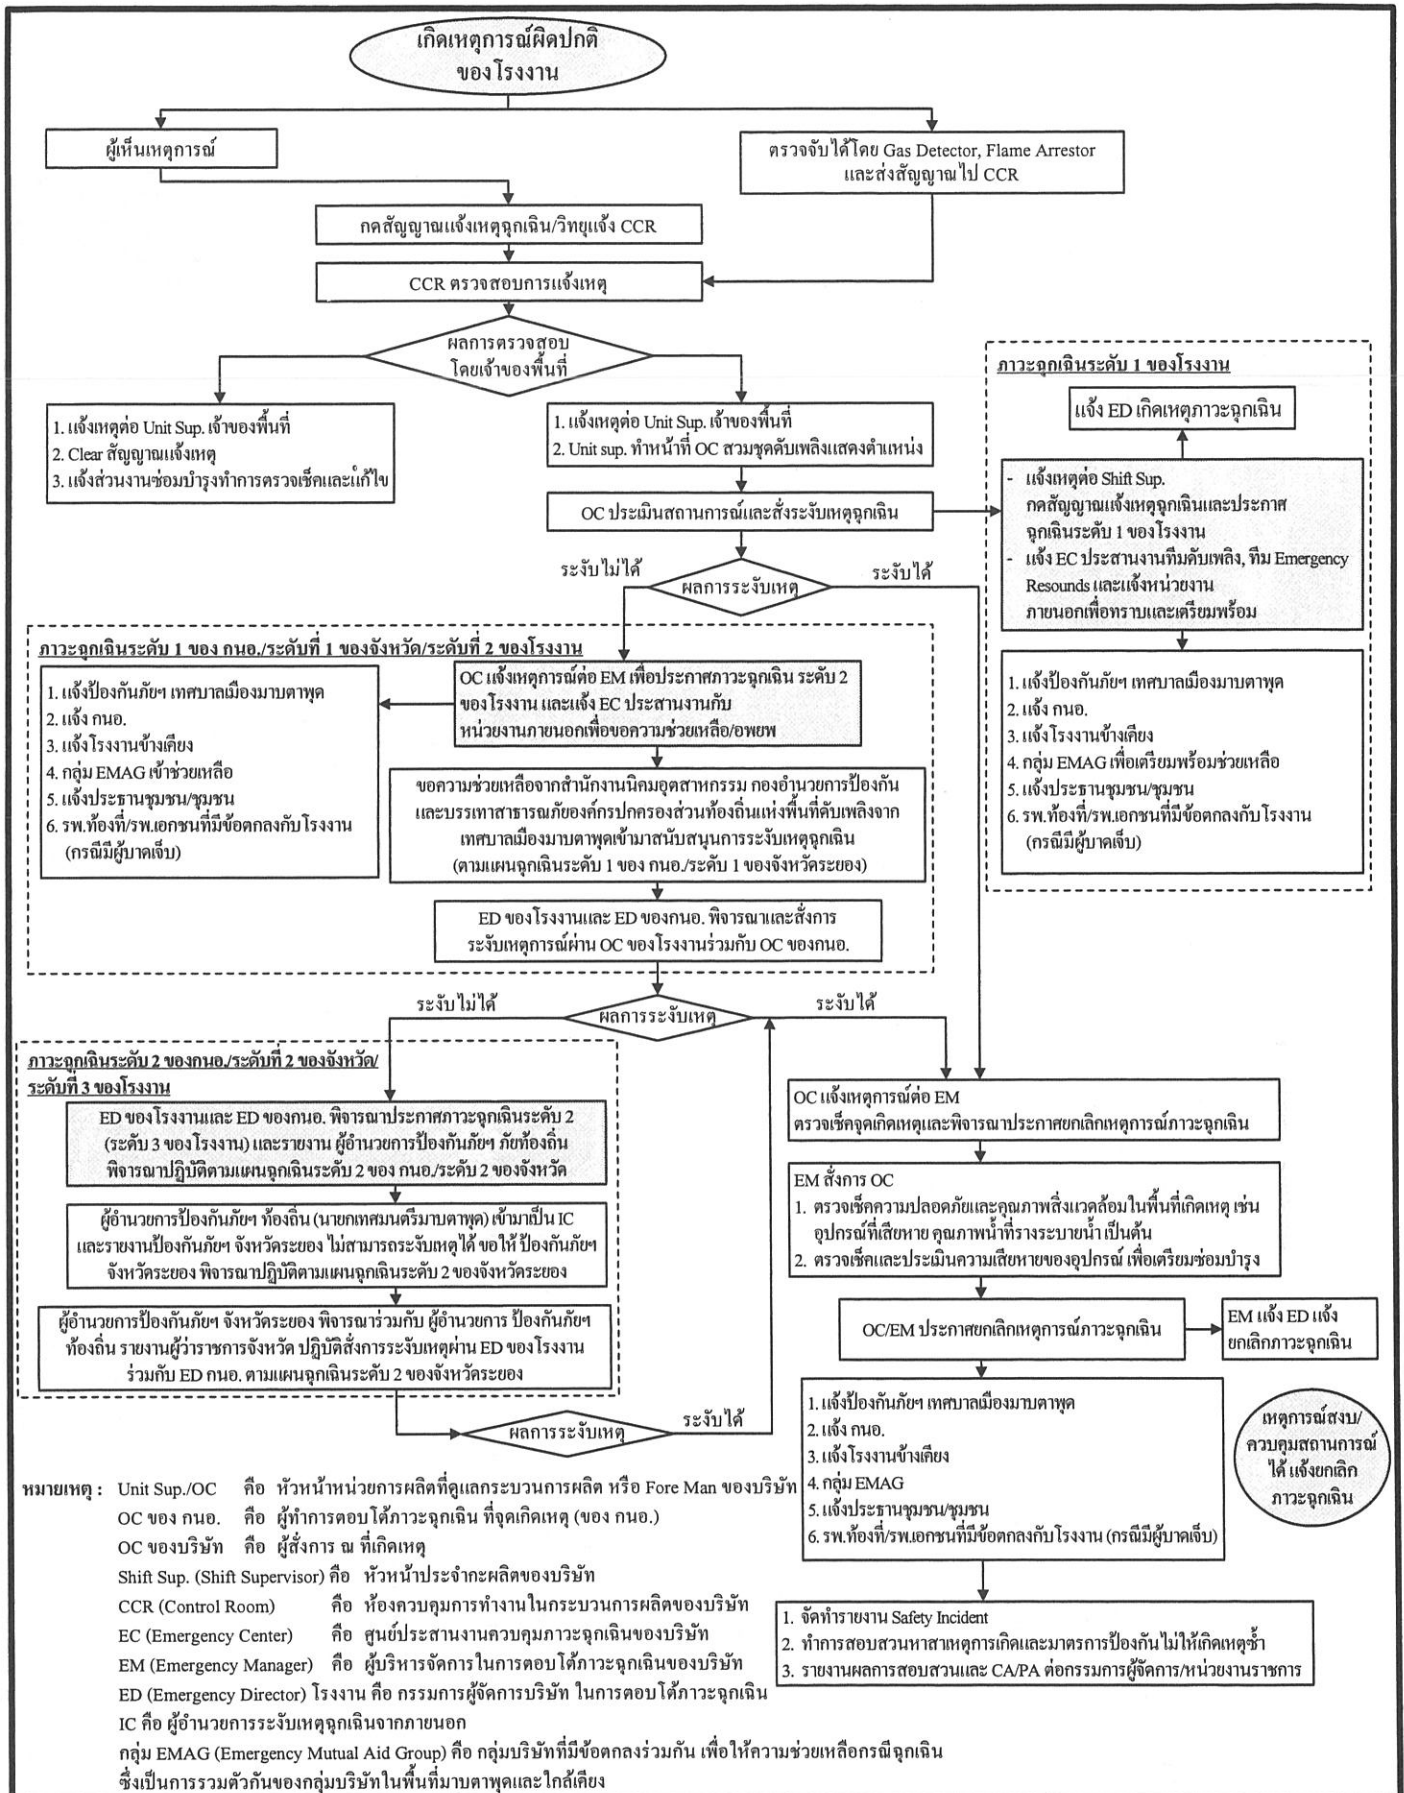 เกิดเหตุการณ์ผิดปกติ
ของโรงงาน
ผู้เห็นเหตุการณ์
ตรวจจับได้โดย Gas Detector, Flame Arrestor
และส่งสัญญาณไป CCR
กดสัญญาณแจ้งเหตุฉุกเฉิน/วิทยุแจ้ง CCR
CCR ตรวจสอบการแจ้งเหตุ
ผลการตรวจสอบ
โดยเจ้าของพื้นที่
1. แจ้งเหตุต่อ Unit Sup. เจ้าของพื้นที่
2. Clear สัญญาณแจ้งเหตุ
3. แจ้งส่วนงานซ่อมบำรุงทำการตรวจเช็คและแก้ไข
1. แจ้งเหตุต่อ Unit Sup. เจ้าของพื้นที่
2. Unit sup. ทำหน้าที่ OC สวมชุดดับเพลิงแสดงตำแหน่ง
OC ประเมินสถานการณ์และสั่งระงับเหตุฉุกเฉิน
ภาวะฉุกเฉินระดับ 1 ของโรงงาน
แจ้ง ED เกิดเหตุภาวะฉุกเฉิน
- แจ้งเหตุต่อ Shift Sup.
กดสัญญาณแจ้งเหตุฉุกเฉินและประกาศ
ฉุกเฉินระดับ 1 ของโรงงาน
- แจ้ง EC ประสานงานทีมดับเพลิง, ทีม Emergency
Resounds และแจ้งหน่วยงาน
ภายนอกเพื่อทราบและเตรียมพร้อม
1. แจ้งป้องกันภัยฯ เทศบาลเมืองมาบตาพุด
2. แจ้ง กนอ.
3. แจ้งโรงงานข้างเคียง
4. กลุ่ม EMAG เพื่อเตรียมพร้อมช่วยเหลือ
5. แจ้งประธานชุมชน/ชุมชน
6. รพ.ท้องที่/รพ.เอกชนที่มีข้อตกลงกับโรงงาน
(กรณีมีผู้บาดเจ็บ)
ระงับไม่ได้
ผลการระงับเหตุ
ระงับได้
ภาวะฉุกเฉินระดับ 1 ของ กนอ./ระดับที่ 1 ของจังหวัด/ระดับที่ 2 ของโรงงาน
1. แจ้งป้องกันภัยฯ เทศบาลเมืองมาบตาพุด
2. แจ้ง กนอ.
3. แจ้งโรงงานข้างเคียง
4. กลุ่ม EMAG เข้าช่วยเหลือ
5. แจ้งประธานชุมชน/ชุมชน
6. รพ.ท้องที่/รพ.เอกชนที่มีข้อตกลงกับโรงงาน
(กรณีมีผู้บาดเจ็บ)
OC แจ้งเหตุการณ์ต่อ EM เพื่อประกาศภาวะฉุกเฉิน ระดับ 2
ของโรงงาน และแจ้ง EC ประสานงานกับ
หน่วยงานภายนอกเพื่อขอความช่วยเหลือ/อพยพ
ขอความช่วยเหลือจากสำนักงานนิคมอุตสาหกรรม กองอำนวยการป้องกัน
และบรรเทาสาธารณภัยองค์กรปกครองส่วนท้องถิ่นแห่งพื้นที่ดับเพลิงจาก
เทศบาลเมืองมาบตาพุดเข้ามาสนับสนุนการระงับเหตุฉุกเฉิน
(ตามแผนฉุกเฉินระดับ 1 ของ กนอ./ระดับ 1 ของจังหวัดระยอง)
ED ของโรงงานและ ED ของกนอ. พิจารณาและสั่งการ
ระงับเหตุการณ์ผ่าน OC ของโรงงานร่วมกับ OC ของกนอ.
ระงับไม่ได้
ผลการระงับเหตุ
ระงับได้
ภาวะฉุกเฉินระดับ 2 ของกนอ./ระดับที่ 2 ของจังหวัด/
ระดับที่ 3 ของโรงงาน
ED ของโรงงานและ ED ของกนอ. พิจารณาประกาศภาวะฉุกเฉินระดับ 2
(ระดับ 3 ของโรงงาน) และรายงาน ผู้อำนวยการป้องกันภัยฯ ภัยท้องถิ่น
พิจารณาปฏิบัติตามแผนฉุกเฉินระดับ 2 ของ กนอ./ระดับ 2 ของจังหวัด
ผู้อำนวยการป้องกันภัยฯ ท้องถิ่น (นายกเทศมนตรีมาบตาพุด) เข้ามาเป็น IC
และรายงานป้องกันภัยฯ จังหวัดระยอง ไม่สามารถระงับเหตุได้ ขอให้ ป้องกันภัยฯ
จังหวัดระยอง พิจารณาปฏิบัติตามแผนฉุกเฉินระดับ 2 ของจังหวัดระยอง
ผู้อำนวยการป้องกันภัยฯ จังหวัดระยอง พิจารณาร่วมกับ ผู้อำนวยการ ป้องกันภัยฯ
ท้องถิ่น รายงานผู้ว่าราชการจังหวัด ปฏิบัติสั่งการระงับเหตุผ่าน ED ของโรงงาน
ร่วมกับ ED กนอ. ตามแผนฉุกเฉินระดับ 2 ของจังหวัดระยอง
ผลการระงับเหตุ
ระงับได้
OC แจ้งเหตุการณ์ต่อ EM
ตรวจเช็คจุดเกิดเหตุและพิจารณาประกาศยกเลิกเหตุการณ์ภาวะฉุกเฉิน
EM สั่งการ OC
1. ตรวจเช็คความปลอดภัยและคุณภาพสิ่งแวดล้อมในพื้นที่เกิดเหตุ เช่น
อุปกรณ์ที่เสียหาย คุณภาพน้ำที่รางระบายน้ำ เป็นต้น
2. ตรวจเช็คและประเมินความเสียหายของอุปกรณ์ เพื่อเตรียมซ่อมบำรุง
OC/EM ประกาศยกเลิกเหตุการณ์ภาวะฉุกเฉิน
EM แจ้ง ED แจ้ง
ยกเลิกภาวะฉุกเฉิน
1. แจ้งป้องกันภัยฯ เทศบาลเมืองมาบตาพุด
2. แจ้ง กนอ.
3. แจ้งโรงงานข้างเคียง
4. กลุ่ม EMAG
5. แจ้งประธานชุมชน/ชุมชน
6. รพ.ท้องที่/รพ.เอกชนที่มีข้อตกลงกับโรงงาน (กรณีมีผู้บาดเจ็บ)
เหตุการณ์สงบ/
ควบคุมสถานการณ์
ได้ แจ้งยกเลิก
ภาวะฉุกเฉิน
1. จัดทำรายงาน Safety Incident
2. ทำการสอบสวนหาสาเหตุการเกิดและมาตรการป้องกันไม่ให้เกิดเหตุซ้ำ
3. รายงานผลการสอบสวนและ CA/PA ต่อกรรมการผู้จัดการ/หน่วยงานราชการ
หมายเหตุ : Unit Sup./OC คือ หัวหน้าหน่วยการผลิตที่ดูแลกระบวนการผลิต หรือ Fore Man ของบริษัท
OC ของ กนอ. คือ ผู้ทำการตอบโต้ภาวะฉุกเฉิน ที่จุดเกิดเหตุ (ของ กนอ.)
OC ของบริษัท คือ ผู้สั่งการ ณ ที่เกิดเหตุ
Shift Sup. (Shift Supervisor) คือ หัวหน้าประจำกะผลิตของบริษัท
CCR (Control Room) คือ ห้องควบคุมการทำงานในกระบวนการผลิตของบริษัท
EC (Emergency Center) คือ ศูนย์ประสานงานควบคุมภาวะฉุกเฉินของบริษัท
EM (Emergency Manager) คือ ผู้บริหารจัดการในการตอบโต้ภาวะฉุกเฉินของบริษัท
ED (Emergency Director) โรงงาน คือ กรรมการผู้จัดการบริษัท ในการตอบโต้ภาวะฉุกเฉิน
IC คือ ผู้อำนวยการระงับเหตุฉุกเฉินจากภายนอก
กลุ่ม EMAG (Emergency Mutual Aid Group) คือ กลุ่มบริษัทที่มีข้อตกลงร่วมกัน เพื่อให้ความช่วยเหลือกรณีฉุกเฉิน
ซึ่งเป็นการรวมตัวกันของกลุ่มบริษัทในพื้นที่มาบตาพุดและใกล้เคียง